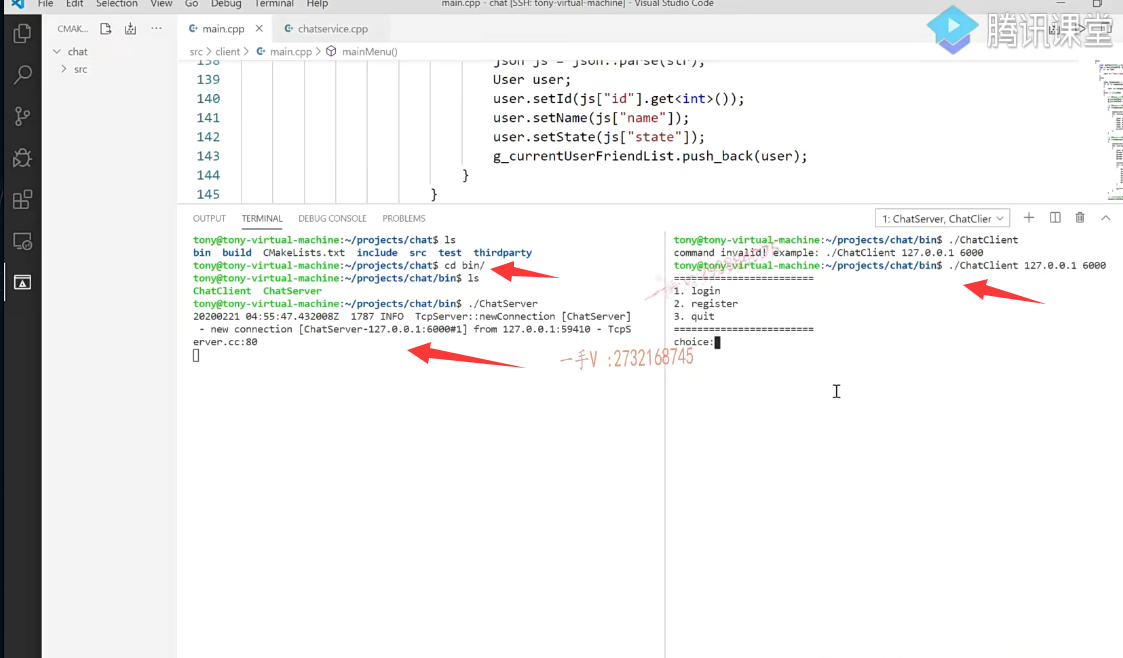 File Edit Selection View Go Debug Terminal Help
main.cpp - chat [SSH: tony-virtual-machine] - Visual Studio Code
腾讯课堂
CMAK...
main.cpp
chatservice.cpp
chat
src
src > client > main.cpp > mainMenu()
138 json js = json::parse(str);
139 User user;
140 user.setId(js["id"].get<int>());
141 user.setName(js["name"]);
142 user.setState(js["state"]);
143 g_currentUserFriendList.push_back(user);
144 }
145 }
OUTPUT TERMINAL DEBUG CONSOLE PROBLEMS
1: ChatServer, ChatClier
tony@tony-virtual-machine:~/projects/chat$ ls
bin build CMakeLists.txt include src test thirdparty
tony@tony-virtual-machine:~/projects/chat$ cd bin/
tony@tony-virtual-machine:~/projects/chat/bin$ ls
ChatClient ChatServer
tony@tony-virtual-machine:~/projects/chat/bin$ ./ChatServer
20200221 04:55:47.432008Z 1787 INFO TcpServer::newConnection [ChatServer]
- new connection [ChatServer-127.0.0.1:6000#1] from 127.0.0.1:59410 - TcpS
erver.cc:80
tony@tony-virtual-machine:~/projects/chat/bin$ ./ChatClient
command invalid! example: ./ChatClient 127.0.0.1 6000
tony@tony-virtual-machine:~/projects/chat/bin$ ./ChatClient 127.0.0.1 6000
========================
1. login
2. register
3. quit
========================
choice:
一手V :2732168745